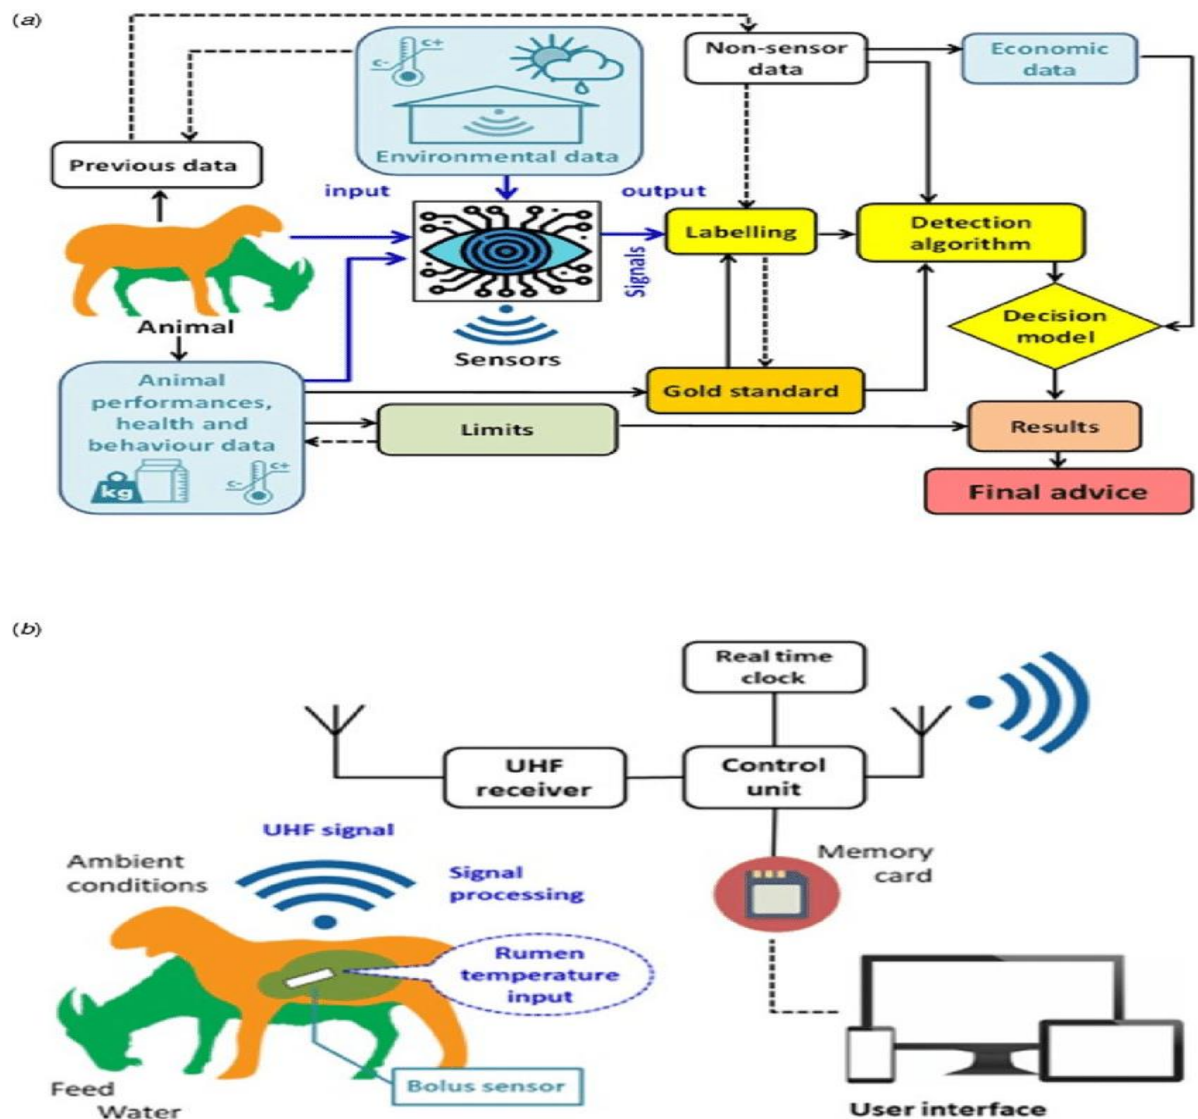 (a)
Non-sensor
data
Economic
data
c+
c-
Environmental data
Previous data
input
output
Labelling
Detection
algorithm
Signals
Animal
Sensors
Decision
model
Animal
performances,
health and
behaviour data
kg
c+
c-
Gold standard
Limits
Results
Final advice
(b)
Real time
clock
UHF
receiver
Control
unit
UHF signal
Ambient
conditions
Signal
processing
Memory
card
Rumen
temperature
input
Bolus sensor
Feed
Water
User interface